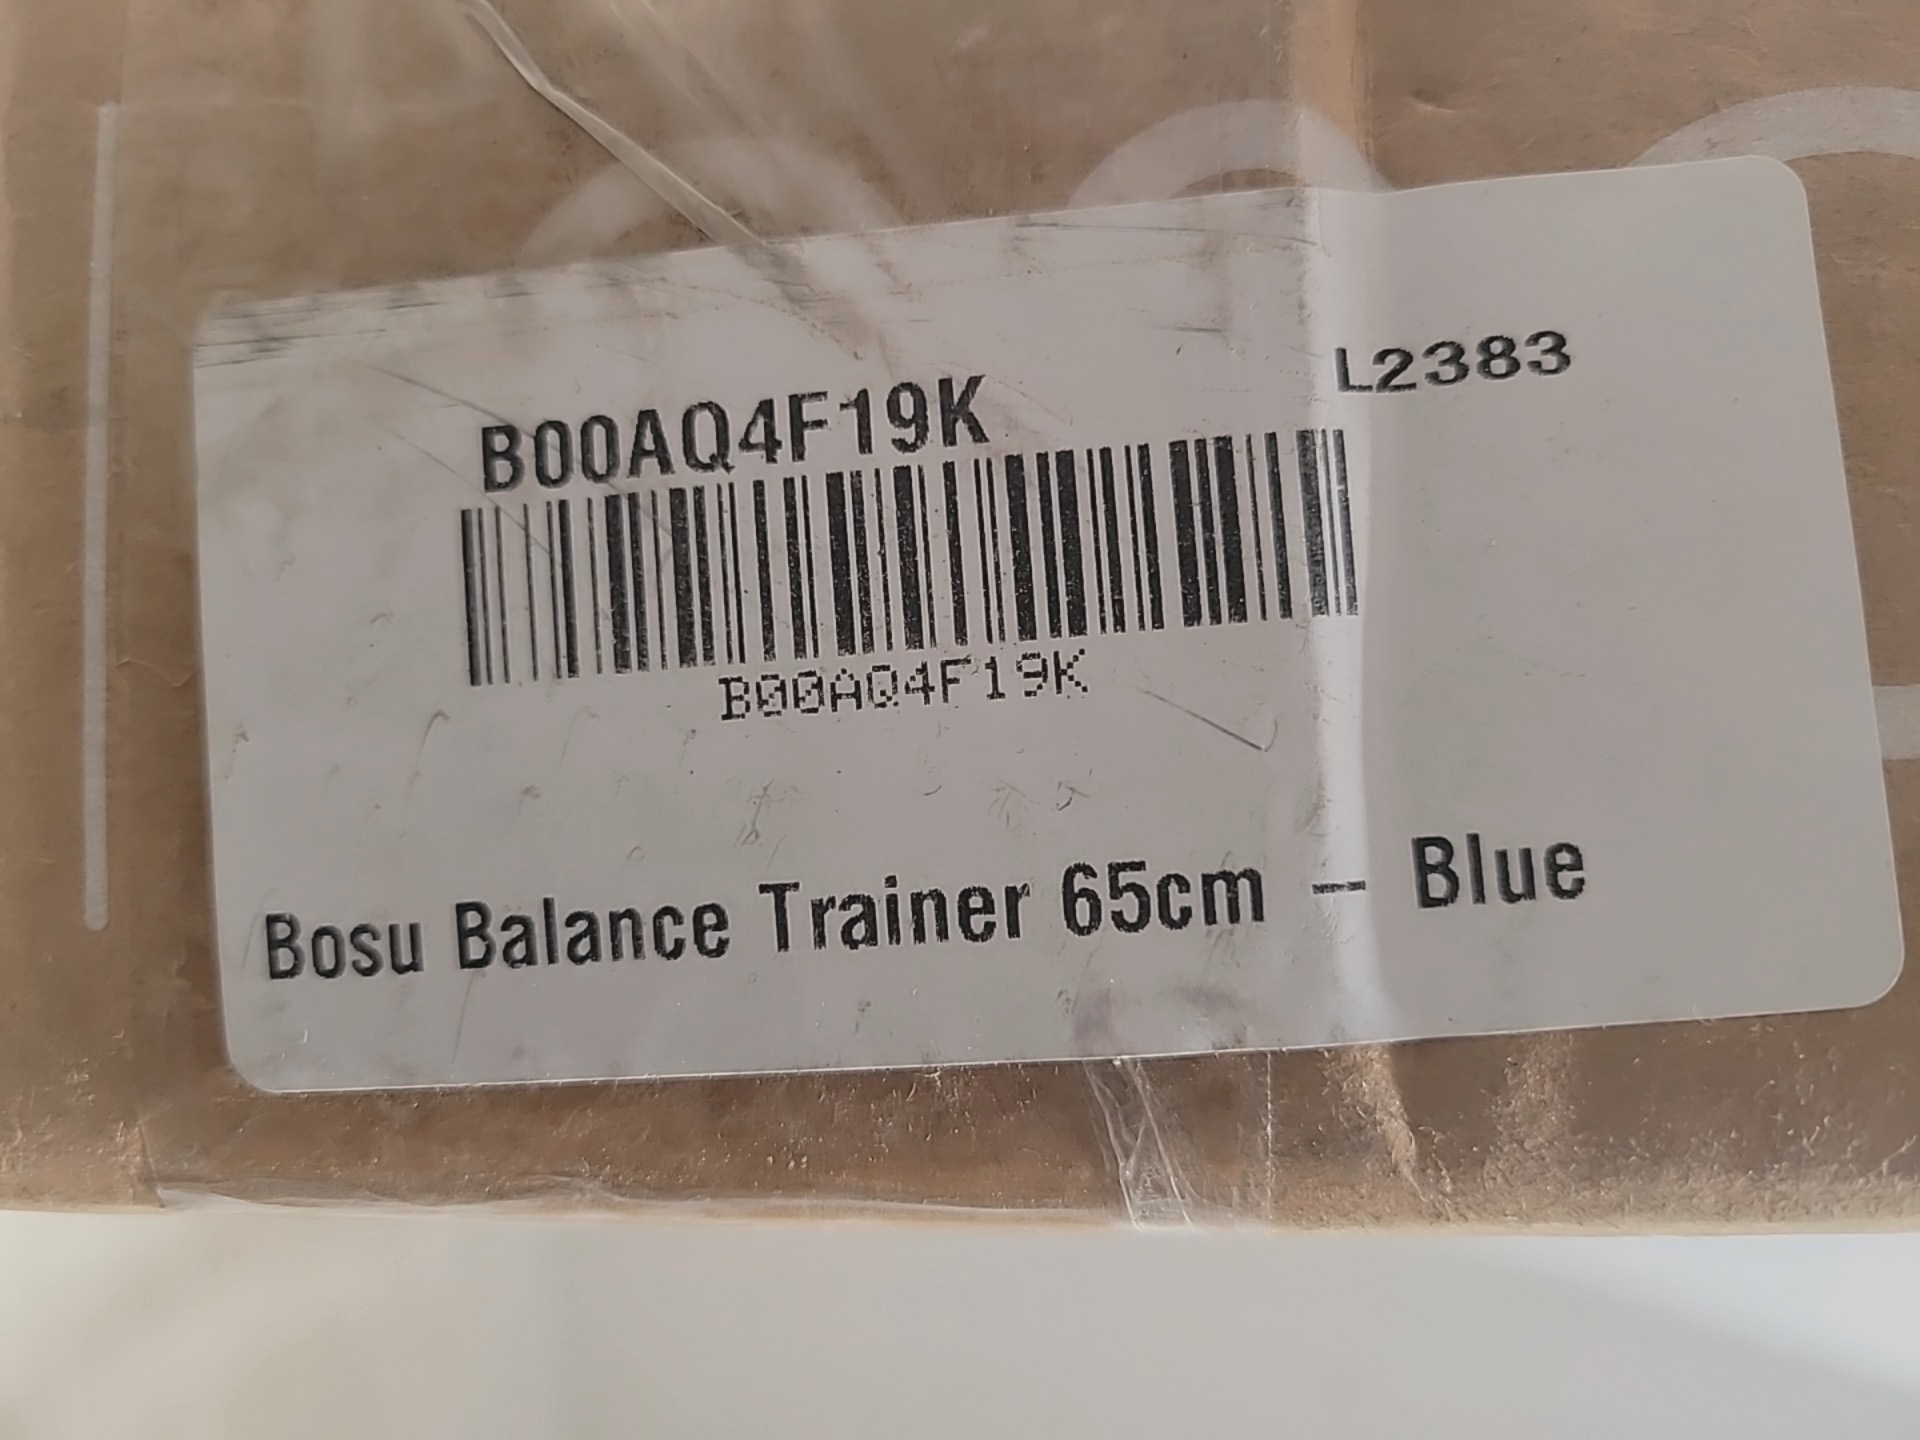 L2383
B00AQ4F19K
B00AQ4F19K
Bosu Balance Trainer 65cm – Blue